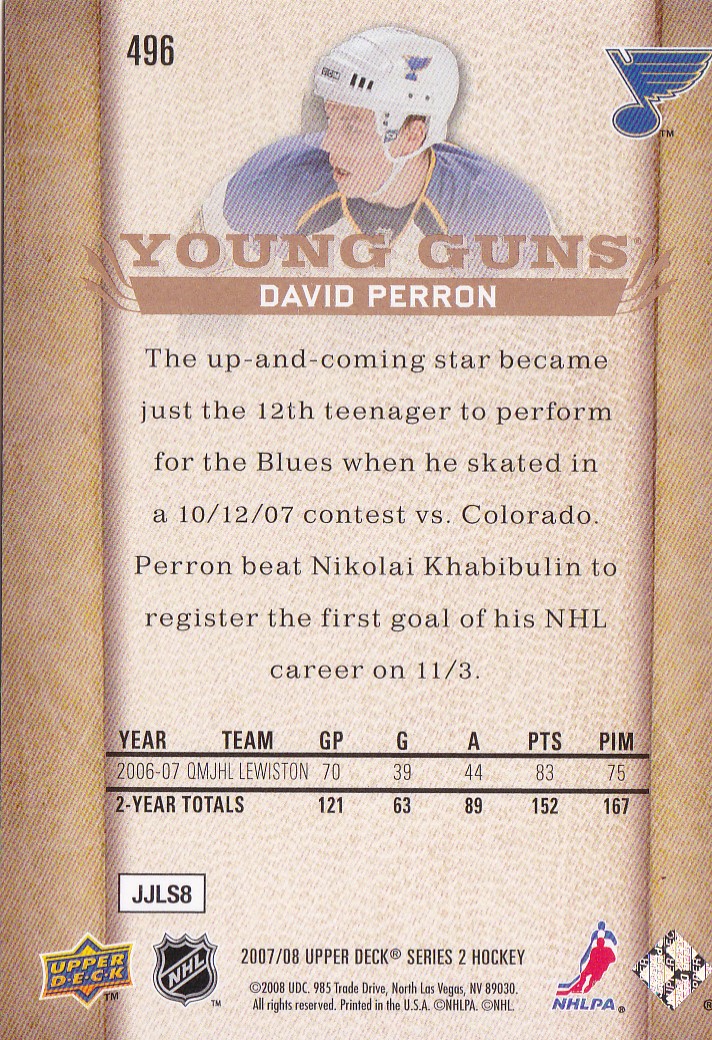 496
YOUNG GUNS
DAVID PERRON
The up-and-coming star became
just the 12th teenager to perform
for the Blues when he skated in
a 10/12/07 contest vs. Colorado.
Perron beat Nikolai Khabibulin to
register the first goal of his NHL
career on 11/3.
YEAR TEAM GP G A PTS PIM
2006-07 QMJHL LEWISTON 70 39 44 83 75
2-YEAR TOTALS 121 63 89 152 167
JJLS8
UPPER
D·E·C·K
TM
NHL
TM
2007/08 UPPER DECK® SERIES 2 HOCKEY
©2008 UDC. 985 Trade Drive, North Las Vegas, NV 89030.
All rights reserved. Printed in the U.S.A. ©NHLPA. ©NHL.
NHLPA®